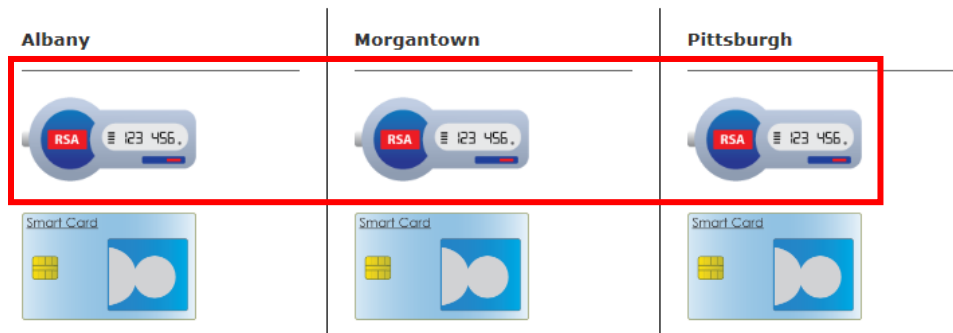 Albany Morgantown Pittsburgh
RSA 123 456 RSA 123 456 RSA 123 456
Smart Card Smart Card Smart Card